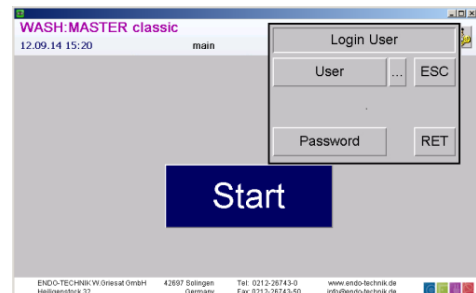 WASH:MASTER classic
12.09.14 15:20 main
Login User
User ... ESC
Password RET
Start
ENDO-TECHNIK W.Griesat GmbH 42697 Solingen Tel: 0212-26743-0 www.endo-technik.de
Heiligenstock 32 Germany Fax: 0212-26743-50 info@endo-technik.de